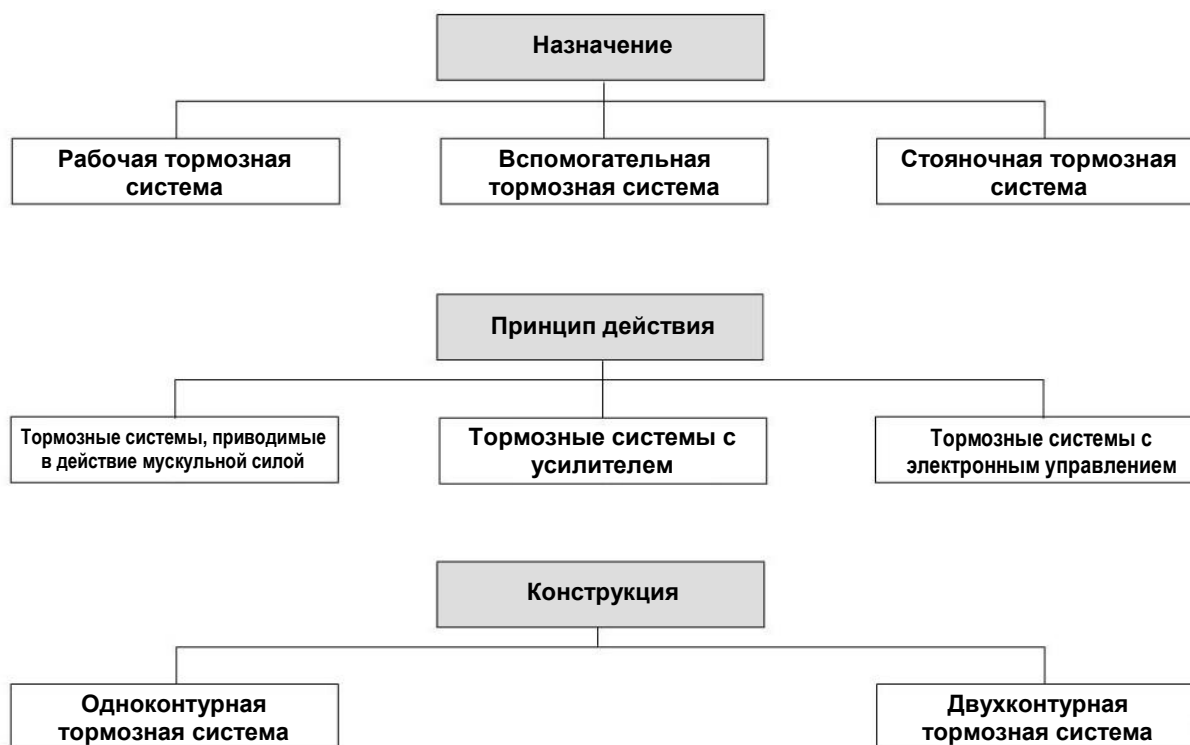 Назначение
Рабочая тормозная
система
Вспомогательная
тормозная система
Стояночная тормозная
система
Принцип действия
Тормозные системы, приводимые
в действие мускульной силой
Тормозные системы с
усилителем
Тормозные системы с
электронным управлением
Конструкция
Одноконтурная
тормозная система
Двухконтурная
тормозная система